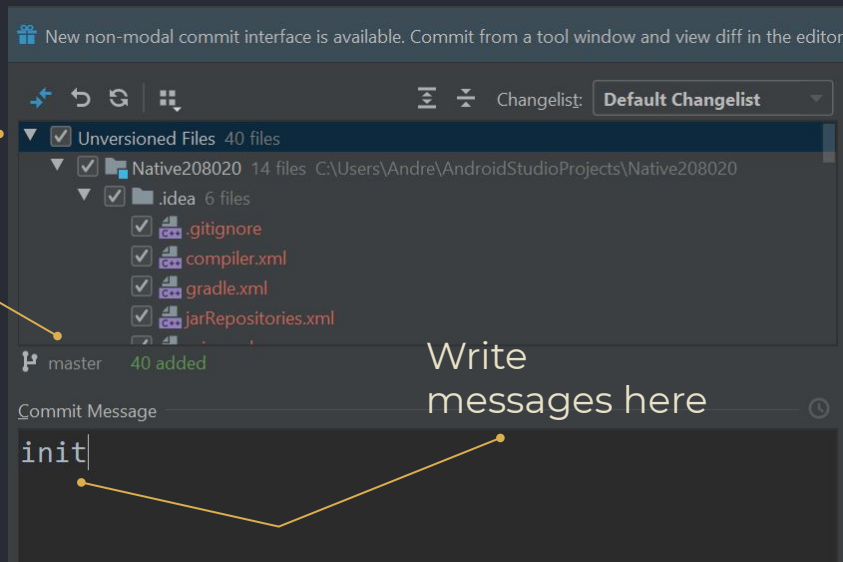 New non-modal commit interface is available. Commit from a tool window and view diff in the editor
Changelist: Default Changelist
Unversioned Files 40 files
Native208020 14 files C:\Users\Andre\AndroidStudioProjects\Native208020
.idea 6 files
C++ .gitignore
C++ compiler.xml
C++ gradle.xml
C++ jarRepositories.xml
master 40 added
Write
messages here
Commit Message
init